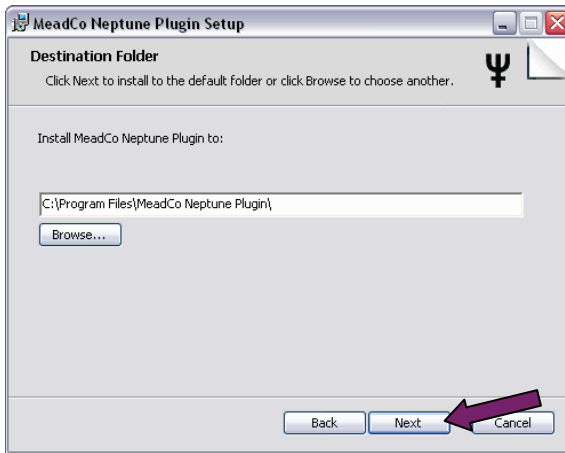 MeadCo Neptune Plugin Setup
Destination Folder
Click Next to install to the default folder or click Browse to choose another.
Install MeadCo Neptune Plugin to:
C:\Program Files\MeadCo Neptune Plugin\
Browse...
Back Next Cancel